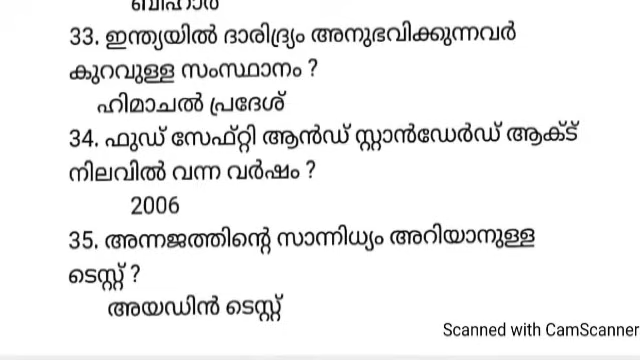 ബിഹാർ
33. ഇന്ത്യയിൽ ദാരിദ്ര്യം അനുഭവിക്കുന്നവർ
കുറവുള്ള സംസ്ഥാനം ?
ഹിമാചൽ പ്രദേശ്
34. ഫുഡ് സേഫ്റ്റി ആൻഡ് സ്റ്റാൻഡേർഡ് ആക്ട്
നിലവിൽ വന്ന വർഷം ?
2006
35. അന്നജത്തിന്റെ സാന്നിധ്യം അറിയാനുള്ള
ടെസ്റ്റ് ?
അയഡിൻ ടെസ്റ്റ്
Scanned with CamScanner